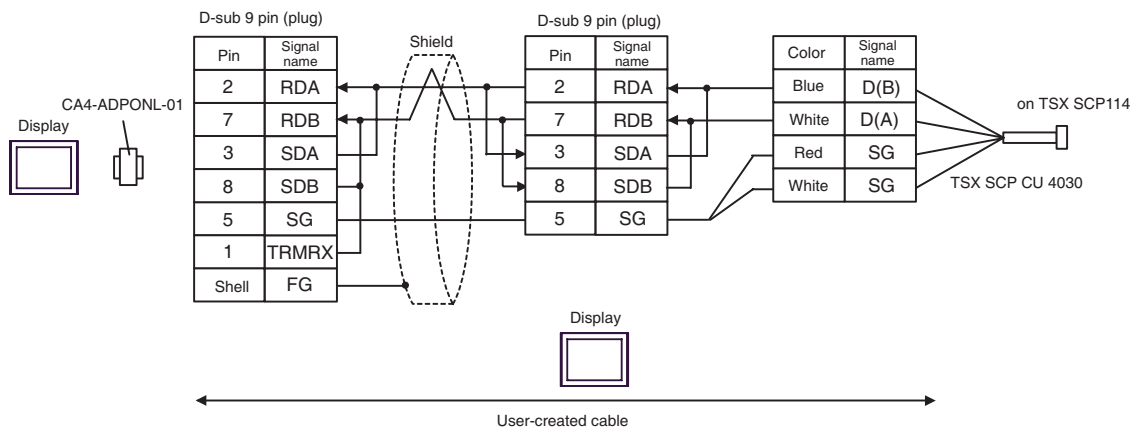 D-sub 9 pin (plug)
Pin Signal name
2 RDA
7 RDB
3 SDA
8 SDB
5 SG
1 TRMRX
Shell FG
CA4-ADPONL-01
Display
Shield
D-sub 9 pin (plug)
Pin Signal name
2 RDA
7 RDB
3 SDA
8 SDB
5 SG
Color Signal name
Blue D(B)
White D(A)
Red SG
White SG
on TSX SCP114
TSX SCP CU 4030
Display
User-created cable